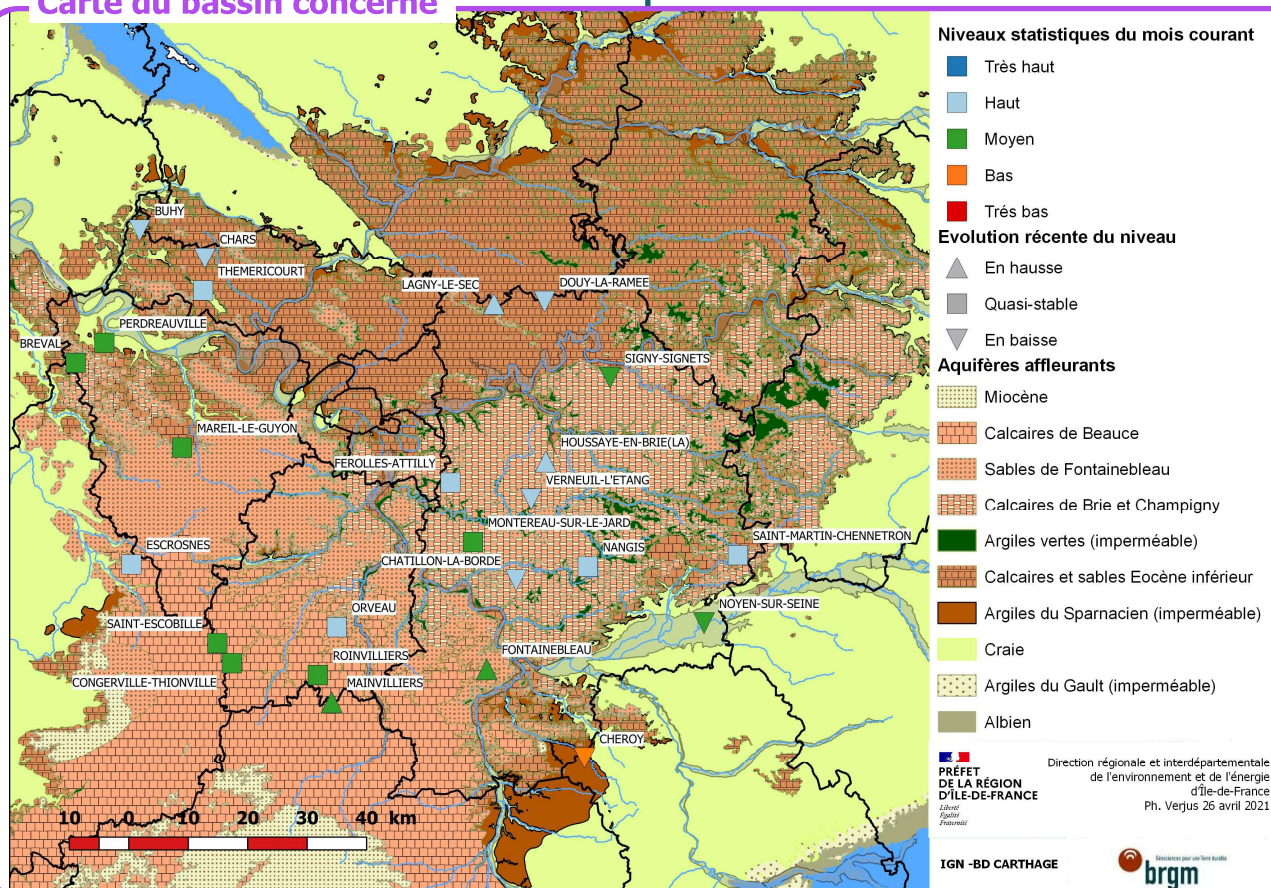 Carte du bassin concerné
BUHY
CHARS
THEMERICOURT
LAGNY-LE-SEC
DOUY-LA-RAMEE
PERDREAUVILLE
BREVAL
SIGNY-SIGNETS
MAREIL-LE-GUYON
HOUSSAYE-EN-BRIE(LA)
FEROLLES-ATTILLY
VERNEUIL-L'ETANG
MONTEREAU-SUR-LE-JARD
SAINT-MARTIN-CHENNETRON
ESCROSNES
NANGIS
CHATILLON-LA-BORDE
ORVEAU
NOYEN-SUR-SEINE
SAINT-ESCOBILLE
ROINVILLIERS
FONTAINEBLEAU
CONGERVILLE-THIONVILLE
MAINVILLIERS
CHEROY
10 0 10 20 30 40 km
Niveaux statistiques du mois courant
Très haut
Haut
Moyen
Bas
Trés bas
Evolution récente du niveau
En hausse
Quasi-stable
En baisse
Aquifères affleurants
Miocène
Calcaires de Beauce
Sables de Fontainebleau
Calcaires de Brie et Champigny
Argiles vertes (imperméable)
Calcaires et sables Eocène inférieur
Argiles du Sparnacien (imperméable)
Craie
Argiles du Gault (imperméable)
Albien
PRÉFET
DE LA RÉGION
D'ÎLE-DE-FRANCE
Liberté
Égalité
Fraternité
Direction régionale et interdépartementale
de l'environnement et de l'énergie
d'Île-de-France
Ph. Verjus 26 avril 2021
IGN -BD CARTHAGE
Géosciences pour une Terre durable
brgm